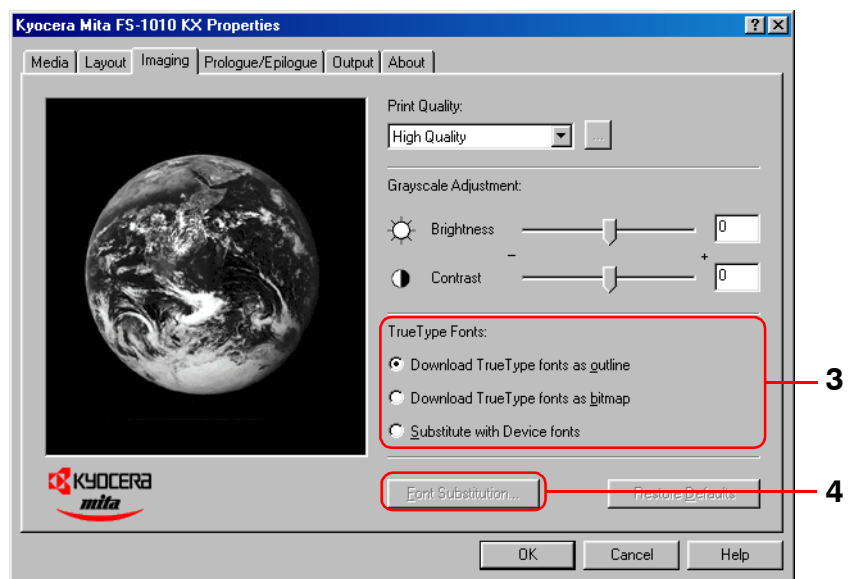 Kyocera Mita FS-1010 KX Properties
Media Layout Imaging Prologue/Epilogue Output About
Print Quality:
High Quality ...
Grayscale Adjustment:
Brightness 0
- +
Contrast 0
TrueType Fonts:
Download TrueType fonts as outline
Download TrueType fonts as bitmap
Substitute with Device fonts
3
KYOCERA
mita
Font Substitution... Restore Defaults
4
OK Cancel Help